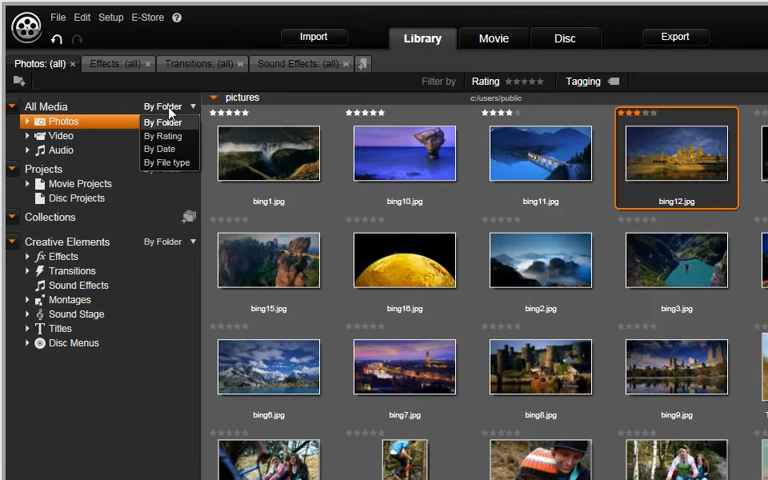 File Edit Setup E-Store ?
Import Library Movie Disc Export
Photos: (all) × Effects: (all) × Transitions: (all) × Sound Effects: (all) ×
Filter by Rating Tagging
All Media By Folder
pictures c:/users/public
Photos By Folder
Video By Rating
Audio By Date
By File type
Projects
Movie Projects
Disc Projects
Collections
Creative Elements By Folder
fx Effects
Transitions
Sound Effects
Montages
Sound Stage
T Titles
Disc Menus
bing1.jpg bing10.jpg bing11.jpg bing12.jpg
bing15.jpg bing16.jpg bing2.jpg bing3.jpg
bing6.jpg bing7.jpg bing8.jpg bing9.jpg